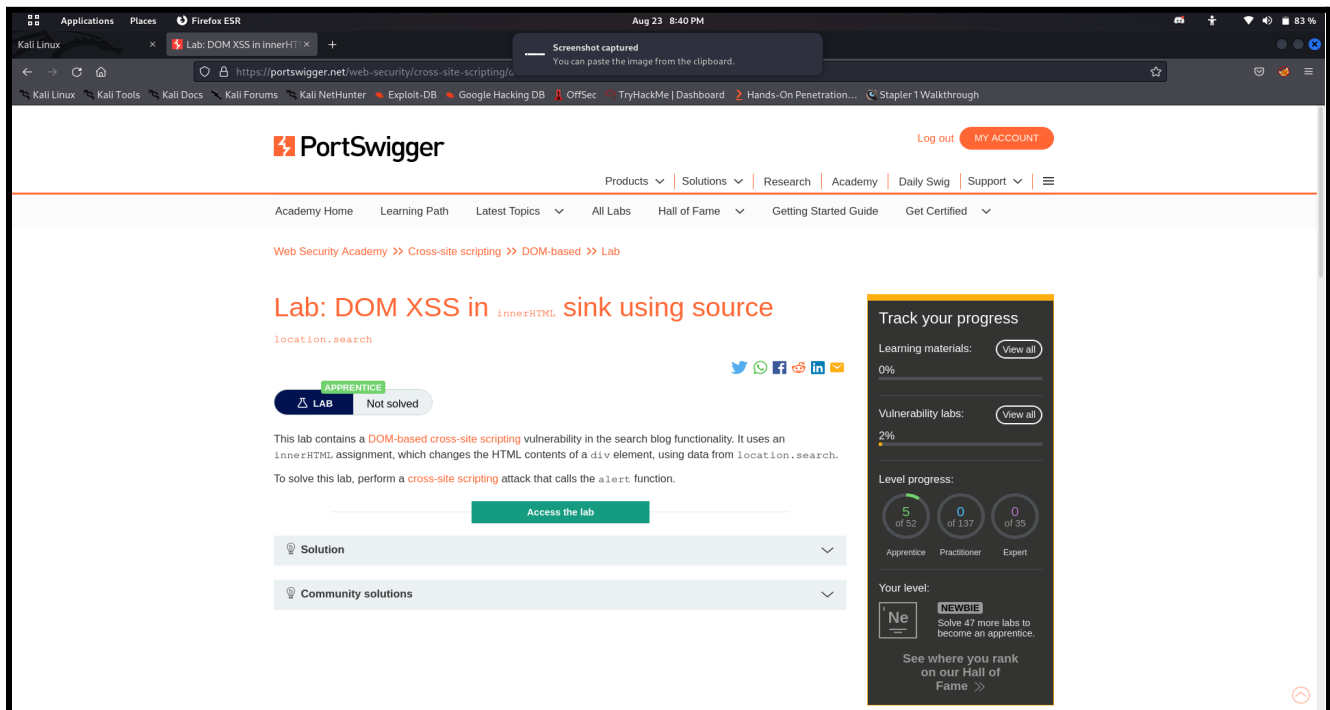 Applications Places Firefox ESR Aug 23 8:40 PM 83 %
Kali Linux × Lab: DOM XSS in innerHT × +
Screenshot captured
You can paste the image from the clipboard.
https://portswigger.net/web-security/cross-site-scripting/
Kali Linux Kali Tools Kali Docs Kali Forums Kali NetHunter Exploit-DB Google Hacking DB OffSec TryHackMe | Dashboard Hands-On Penetration... Stapler 1 Walkthrough
PortSwigger
Log out MY ACCOUNT
Products Solutions Research Academy Daily Swig Support
Academy Home Learning Path Latest Topics All Labs Hall of Fame Getting Started Guide Get Certified
Web Security Academy >> Cross-site scripting >> DOM-based >> Lab
Lab: DOM XSS in innerHTML sink using source
location.search
APPRENTICE
LAB Not solved
This lab contains a DOM-based cross-site scripting vulnerability in the search blog functionality. It uses an
innerHTML assignment, which changes the HTML contents of a div element, using data from location.search.
To solve this lab, perform a cross-site scripting attack that calls the alert function.
Access the lab
Solution
Community solutions
Track your progress
Learning materials: View all
0%
Vulnerability labs: View all
2%
Level progress:
5 0 0
of 52 of 137 of 35
Apprentice Practitioner Expert
Your level:
Ne
NEWBIE
Solve 47 more labs to
become an apprentice.
See where you rank
on our Hall of
Fame >>